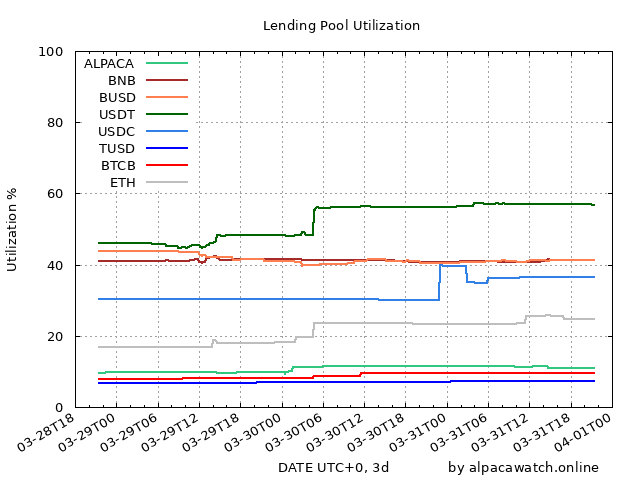 Lending Pool Utilization
Utilization %
100
80
60
40
20
0
ALPACA
BNB
BUSD
USDT
USDC
TUSD
BTCB
ETH
03-28T18
03-29T00
03-29T06
03-29T12
03-29T18
03-30T00
03-30T06
03-30T12
03-30T18
03-31T00
03-31T06
03-31T12
03-31T18
04-01T00
DATE UTC+0, 3d
by alpacawatch.online